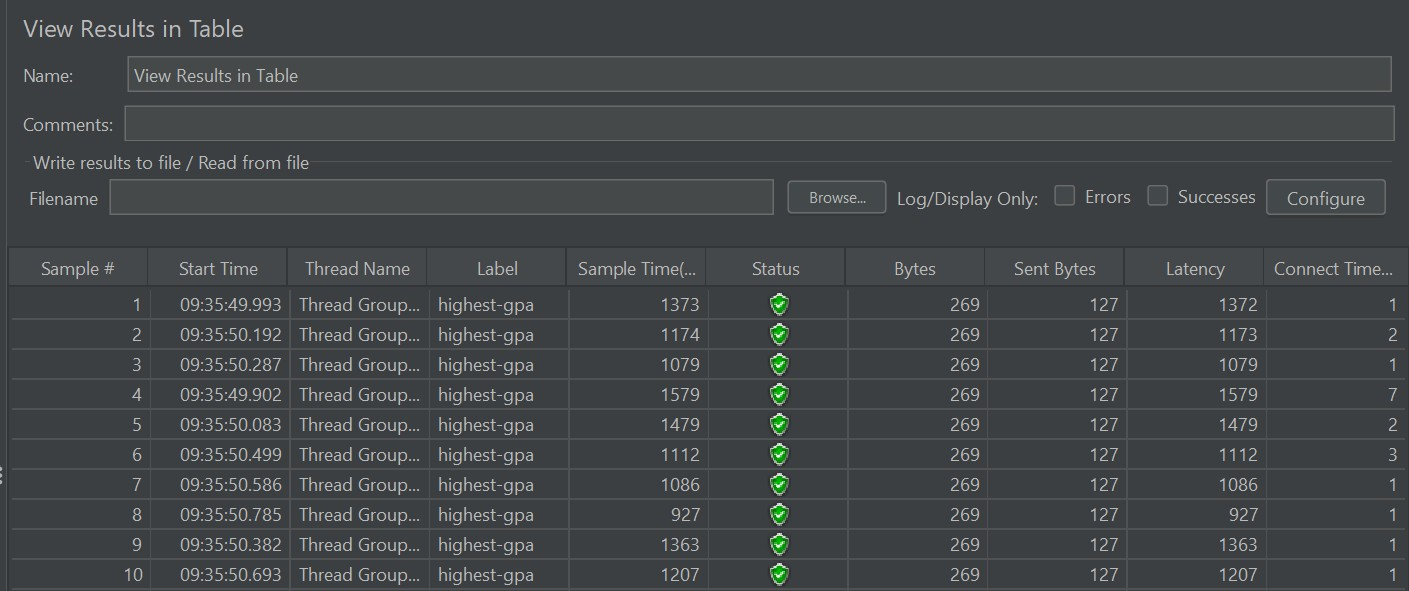 View Results in Table
Name: View Results in Table
Comments:
Write results to file / Read from file
Filename Browse... Log/Display Only: Errors Successes Configure
Sample # Start Time Thread Name Label Sample Time(... Status Bytes Sent Bytes Latency Connect Time...
1 09:35:49.993 Thread Group... highest-gpa 1373 269 127 1372 1
2 09:35:50.192 Thread Group... highest-gpa 1174 269 127 1173 2
3 09:35:50.287 Thread Group... highest-gpa 1079 269 127 1079 1
4 09:35:49.902 Thread Group... highest-gpa 1579 269 127 1579 7
5 09:35:50.083 Thread Group... highest-gpa 1479 269 127 1479 2
6 09:35:50.499 Thread Group... highest-gpa 1112 269 127 1112 3
7 09:35:50.586 Thread Group... highest-gpa 1086 269 127 1086 1
8 09:35:50.785 Thread Group... highest-gpa 927 269 127 927 1
9 09:35:50.382 Thread Group... highest-gpa 1363 269 127 1363 1
10 09:35:50.693 Thread Group... highest-gpa 1207 269 127 1207 1